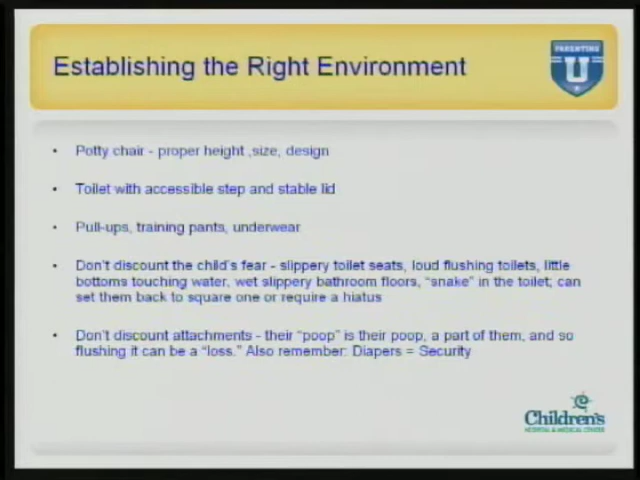 Establishing the Right Environment
PARENTING
U
• Potty chair - proper height ,size, design
• Toilet with accessible step and stable lid
• Pull-ups, training pants, underwear
• Don't discount the child's fear - slippery toilet seats, loud flushing toilets, little
bottoms touching water, wet slippery bathroom floors, “snake” in the toilet; can
set them back to square one or require a hiatus
• Don't discount attachments - their “poop” is their poop, a part of them, and so
flushing it can be a “loss.” Also remember: Diapers = Security
Children's
HOSPITAL & MEDICAL CENTER